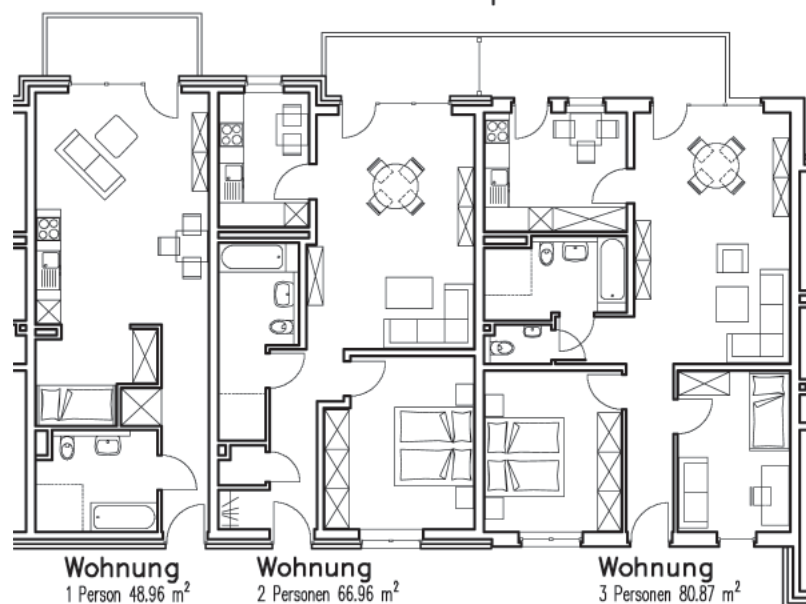 Wohnung
1 Person 48.96 m²
Wohnung
2 Personen 66.96 m²
Wohnung
3 Personen 80.87 m²